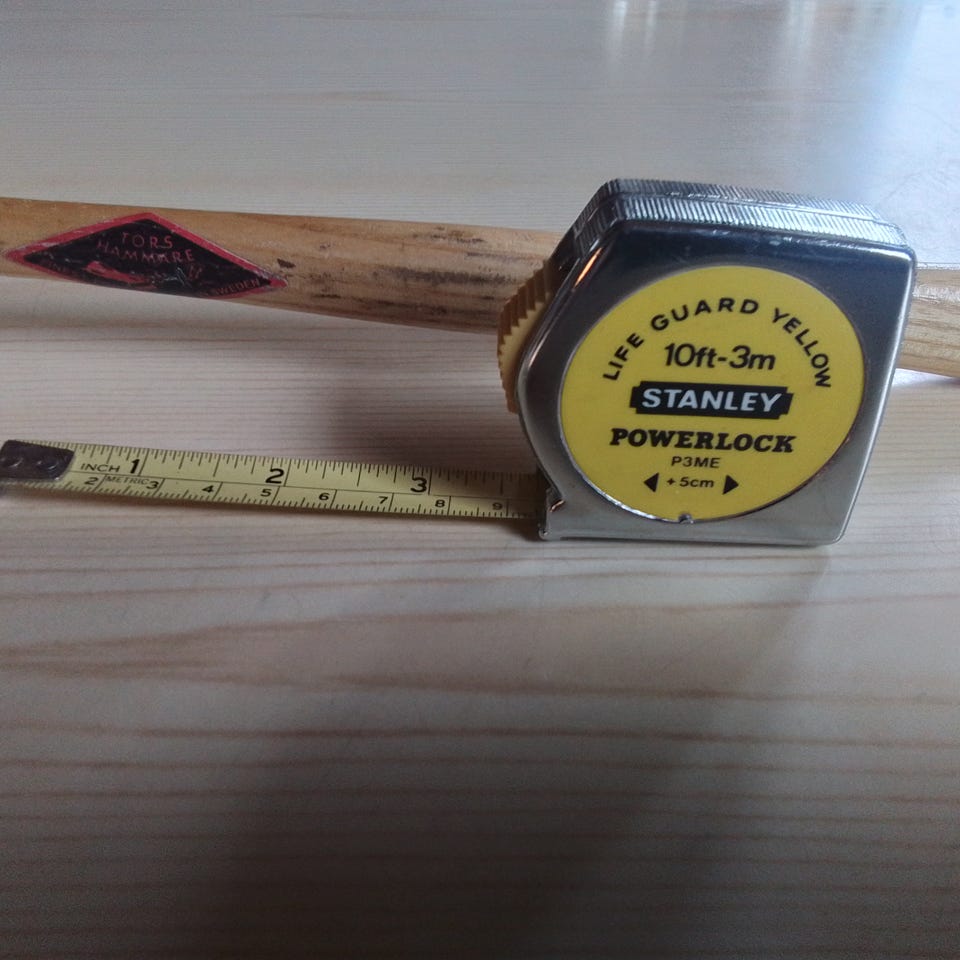 TORS
HAMMARE
SWEDEN
LIFE GUARD YELLOW
10ft-3m
STANLEY
POWERLOCK
P3ME
+5cm
INCH 1 2 3
2 METRIC 3 4 5 6 7 8 9